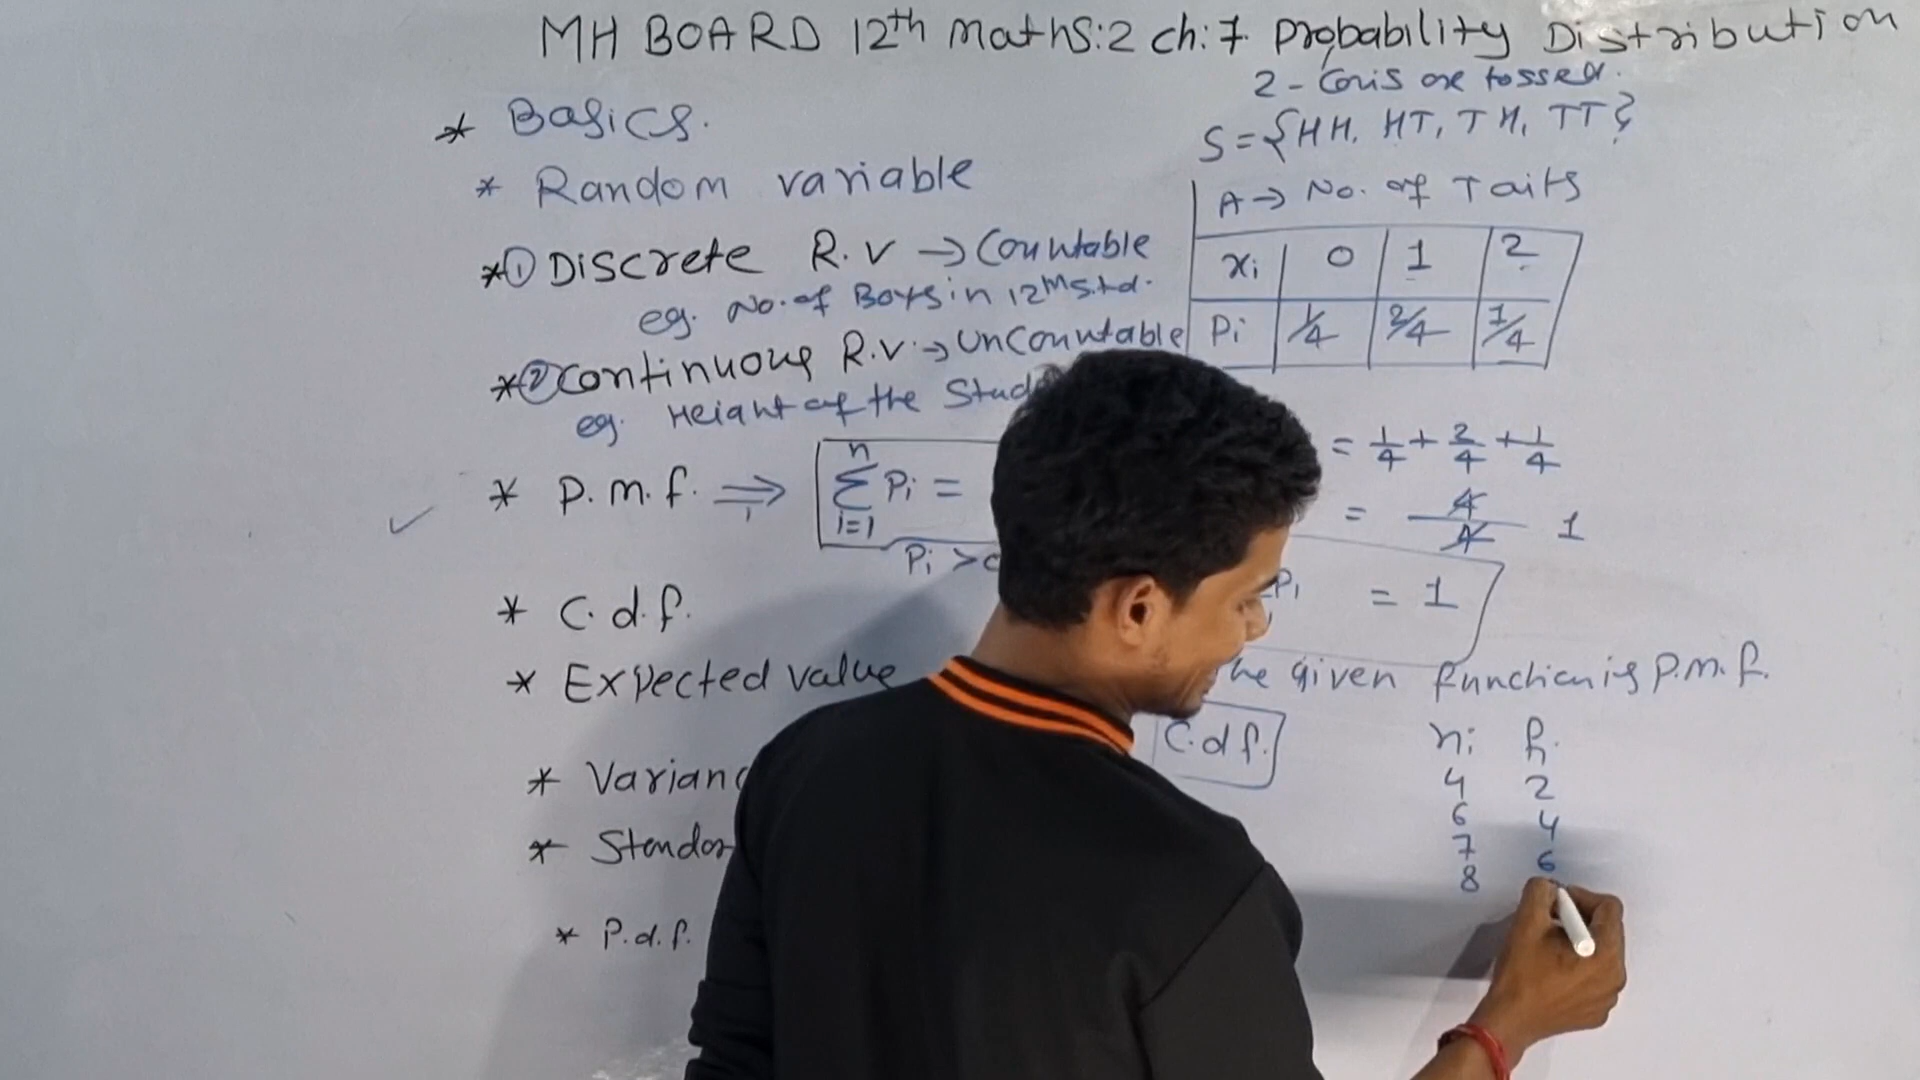 MH BOARD 12th Maths:2 ch:7. Probability Distribution
* Basics.
* Random variable
*① Discrete R.V → Countable
eg. No. of Boys in 12th Std.
*② Continuous R.V. → UnCountable
eg. Height of the Stud
* P.m.f. ⇒ n Σ i=1 Pi =
Pi >
* C.d.f.
* Expected value
* Varian
* Standar
* P.d.f.
2 - Coins are tossed.
S = {HH, HT, TH, TT}
A → No. of Tails
xi | 0 | 1 | 2
Pi | 1/4 | 2/4 | 1/4
= 1/4 + 2/4 + 1/4
= 4/4 1
Pi = 1
he given function is P.m.f.
C.d.f.
4 2
6 4
7 6
8